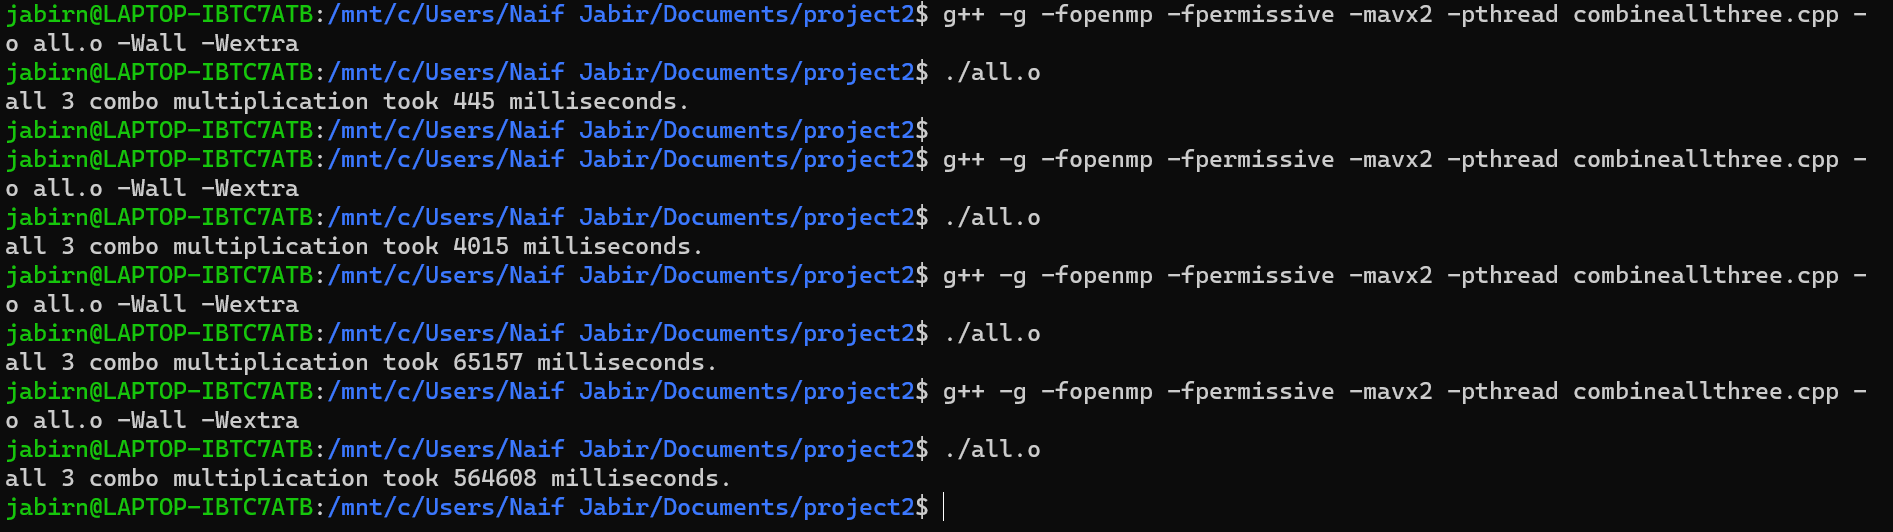 jabirn@LAPTOP-IBTC7ATB:/mnt/c/Users/Naif Jabir/Documents/project2$ g++ -g -fopenmp -fpermissive -mavx2 -pthread combineallthree.cpp -
o all.o -Wall -Wextra
jabirn@LAPTOP-IBTC7ATB:/mnt/c/Users/Naif Jabir/Documents/project2$ ./all.o
all 3 combo multiplication took 445 milliseconds.
jabirn@LAPTOP-IBTC7ATB:/mnt/c/Users/Naif Jabir/Documents/project2$
jabirn@LAPTOP-IBTC7ATB:/mnt/c/Users/Naif Jabir/Documents/project2$ g++ -g -fopenmp -fpermissive -mavx2 -pthread combineallthree.cpp -
o all.o -Wall -Wextra
jabirn@LAPTOP-IBTC7ATB:/mnt/c/Users/Naif Jabir/Documents/project2$ ./all.o
all 3 combo multiplication took 4015 milliseconds.
jabirn@LAPTOP-IBTC7ATB:/mnt/c/Users/Naif Jabir/Documents/project2$ g++ -g -fopenmp -fpermissive -mavx2 -pthread combineallthree.cpp -
o all.o -Wall -Wextra
jabirn@LAPTOP-IBTC7ATB:/mnt/c/Users/Naif Jabir/Documents/project2$ ./all.o
all 3 combo multiplication took 65157 milliseconds.
jabirn@LAPTOP-IBTC7ATB:/mnt/c/Users/Naif Jabir/Documents/project2$ g++ -g -fopenmp -fpermissive -mavx2 -pthread combineallthree.cpp -
o all.o -Wall -Wextra
jabirn@LAPTOP-IBTC7ATB:/mnt/c/Users/Naif Jabir/Documents/project2$ ./all.o
all 3 combo multiplication took 564608 milliseconds.
jabirn@LAPTOP-IBTC7ATB:/mnt/c/Users/Naif Jabir/Documents/project2$